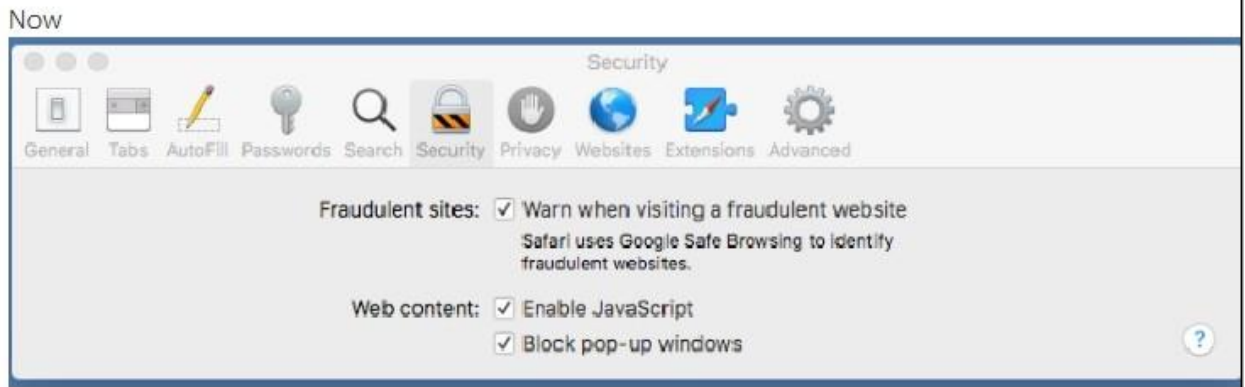 Now
Security
General Tabs AutoFill Passwords Search Security Privacy Websites Extensions Advanced
Fraudulent sites: Warn when visiting a fraudulent website
Safari uses Google Safe Browsing to identify
fraudulent websites.
Web content: Enable JavaScript
Block pop-up windows
?